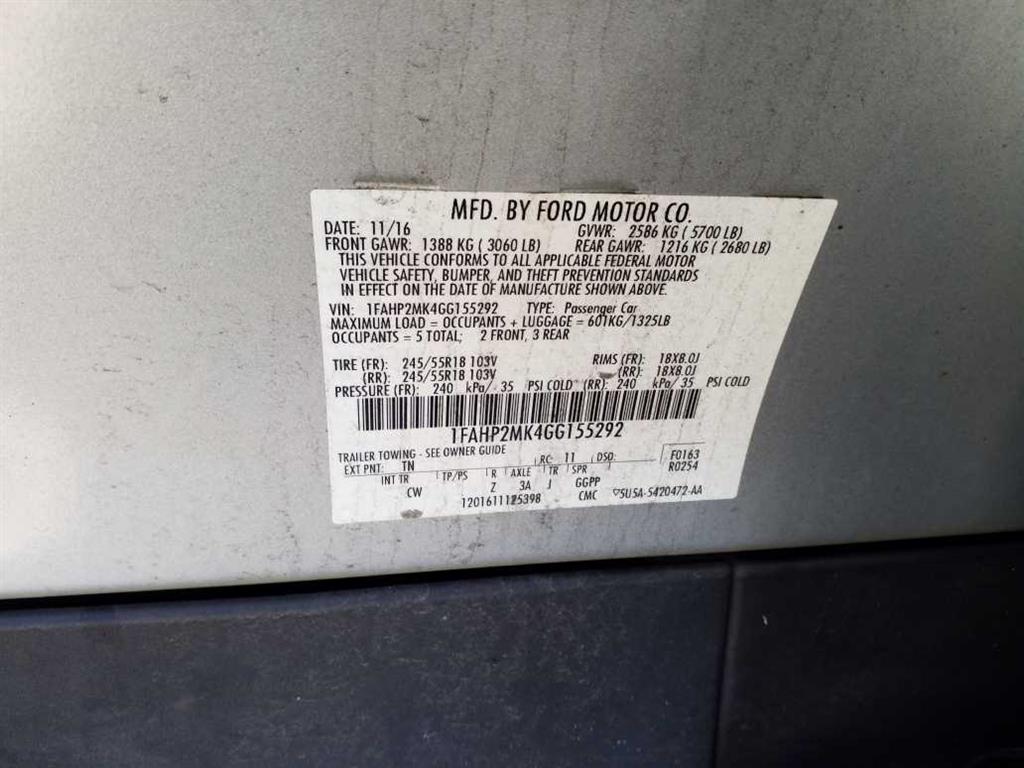 MFD. BY FORD MOTOR CO.
DATE: 11/16 GVWR: 2586 KG ( 5700 LB)
FRONT GAWR: 1388 KG ( 3060 LB) REAR GAWR: 1216 KG ( 2680 LB)
THIS VEHICLE CONFORMS TO ALL APPLICABLE FEDERAL MOTOR
VEHICLE SAFETY, BUMPER, AND THEFT PREVENTION STANDARDS
IN EFFECT ON THE DATE OF MANUFACTURE SHOWN ABOVE.
VIN: 1FAHP2MK4GG155292 TYPE: Passenger Car
MAXIMUM LOAD = OCCUPANTS + LUGGAGE = 601KG/1325LB
OCCUPANTS = 5 TOTAL; 2 FRONT, 3 REAR
TIRE (FR): 245/55R18 103V RIMS (FR): 18X8.0J
(RR): 245/55R18 103V (RR): 18X8.0J
PRESSURE (FR): 240 kPa/ 35 PSI COLD (RR): 240 kPa/ 35 PSI COLD
1FAHP2MK4GG155292
TRAILER TOWING - SEE OWNER GUIDE
EXT PNT: TN RC: 11 DSO: F0163
R0254
INT TR TP/PS R AXLE TR SPR
CW Z 3A J GGPP
1201611125398 CMC 5U5A-5420472-AA